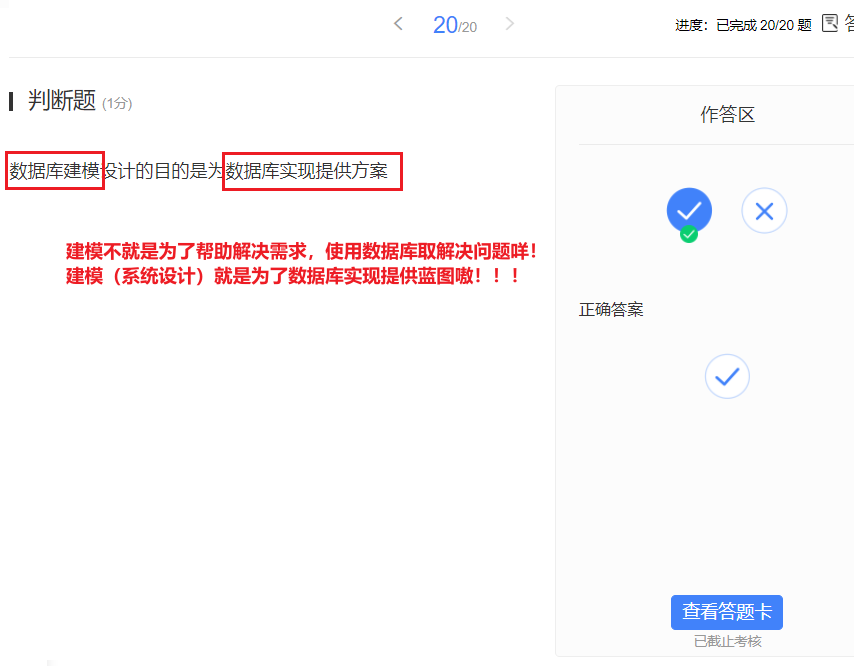 20/20
进度：已完成 20/20 题
判断题 (1分)
数据库建模设计的目的是为数据库实现提供方案
建模不就是为了帮助解决需求，使用数据库取解决问题咩！
建模（系统设计）就是为了数据库实现提供蓝图嗷！！！
作答区
正确答案
查看答题卡
已截止考核